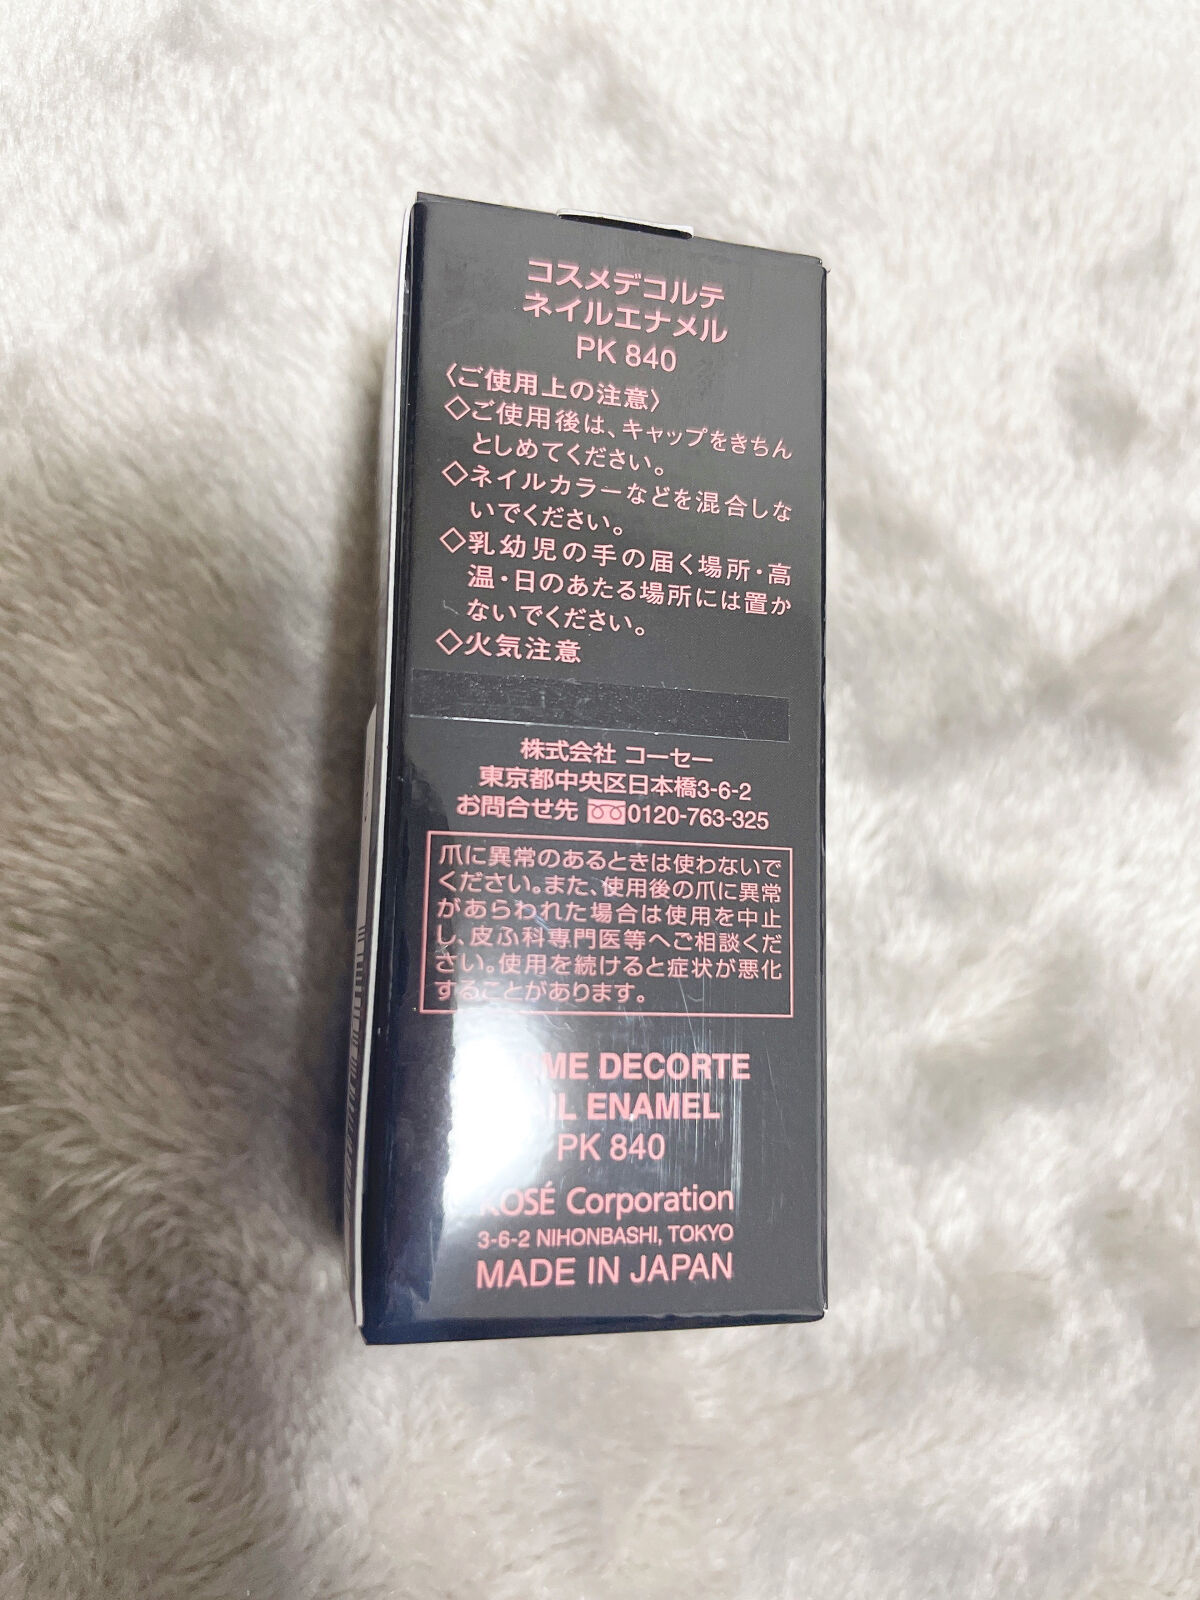 コスメデコルテ
ネイルエナメル
PK 840
〈ご使用上の注意〉
◇ご使用後は、キャップをきちん
としめてください。
◇ネイルカラーなどを混合しな
いでください。
◇乳幼児の手の届く場所・高
温・日のあたる場所には置か
ないでください。
◇火気注意
株式会社 コーセー
東京都中央区日本橋3-6-2
お問合せ先 0120-763-325
爪に異常のあるときは使わないで
ください。また、使用後の爪に異常
があらわれた場合は使用を中止
し、皮ふ科専門医等へご相談くだ
さい。使用を続けると症状が悪化
することがあります。
DECORTE
ENAMEL
PK 840
KOSÉ Corporation
3-6-2 NIHONBASHI, TOKYO
MADE IN JAPAN